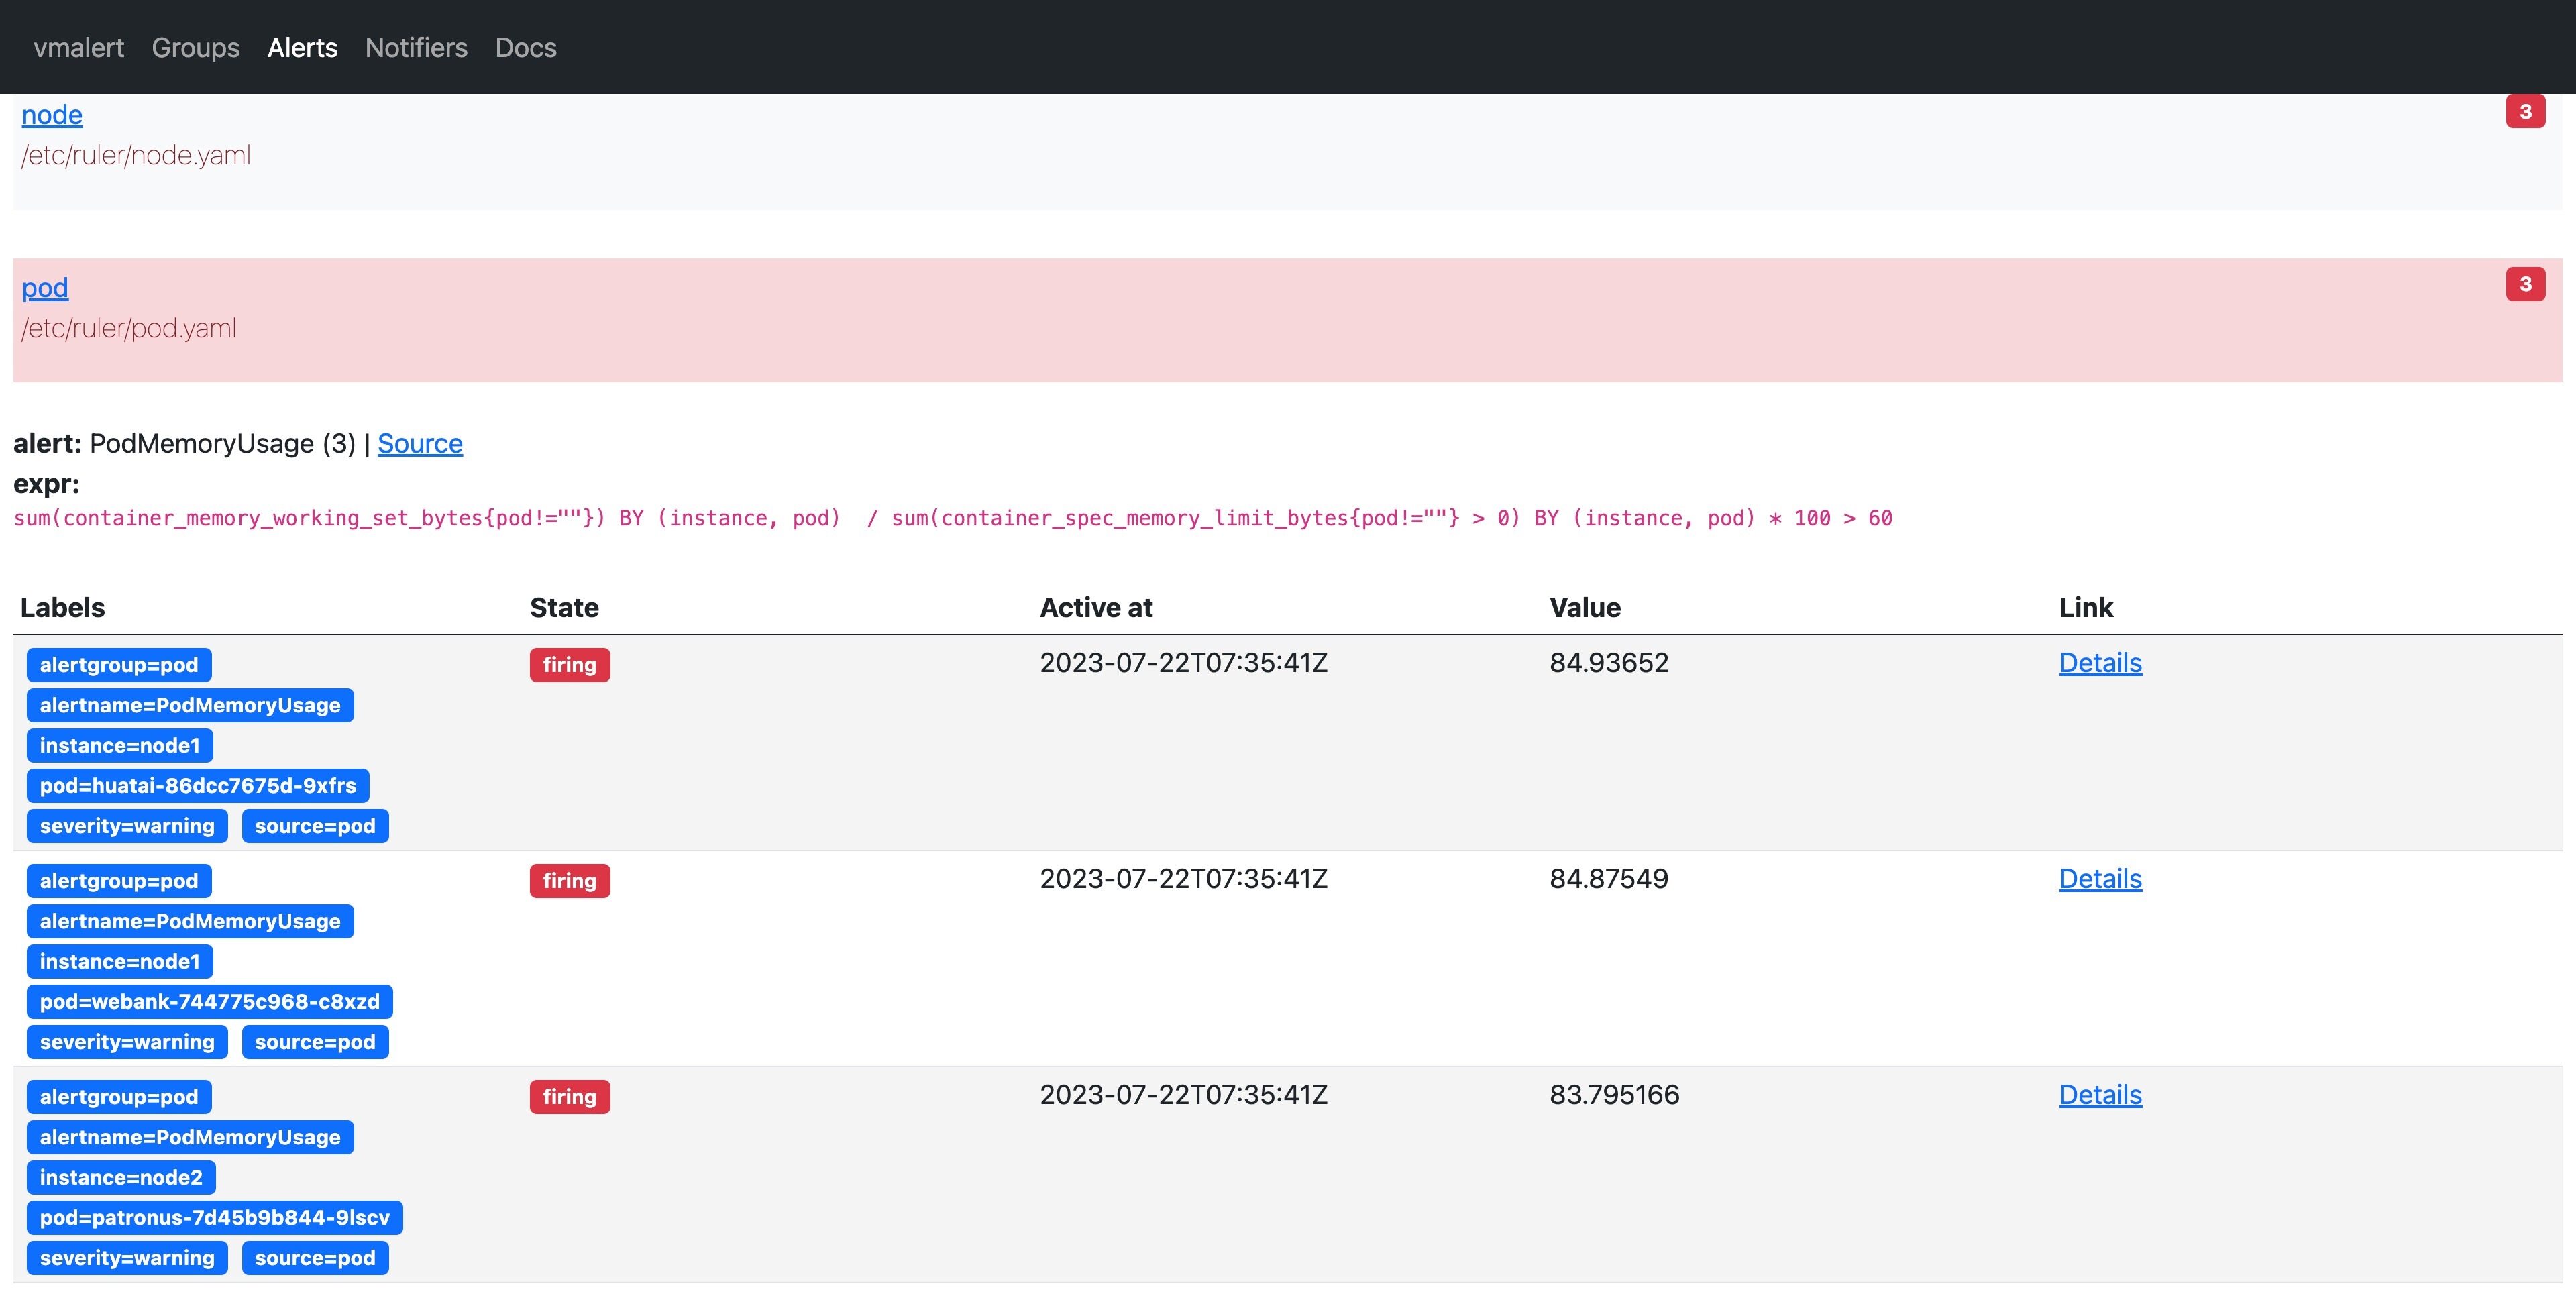 vmalert Groups Alerts Notifiers Docs
node 3
/etc/ruler/node.yaml
pod 3
/etc/ruler/pod.yaml
alert: PodMemoryUsage (3) | Source
expr:
sum(container_memory_working_set_bytes{pod!=""}) BY (instance, pod)  / sum(container_spec_memory_limit_bytes{pod!=""} > 0) BY (instance, pod) * 100 > 60
Labels State Active at Value Link
alertgroup=pod firing 2023-07-22T07:35:41Z 84.93652 Details
alertname=PodMemoryUsage
instance=node1
pod=huatai-86dcc7675d-9xfrs
severity=warning source=pod
alertgroup=pod firing 2023-07-22T07:35:41Z 84.87549 Details
alertname=PodMemoryUsage
instance=node1
pod=webank-744775c968-c8xzd
severity=warning source=pod
alertgroup=pod firing 2023-07-22T07:35:41Z 83.795166 Details
alertname=PodMemoryUsage
instance=node2
pod=patronus-7d45b9b844-9lscv
severity=warning source=pod